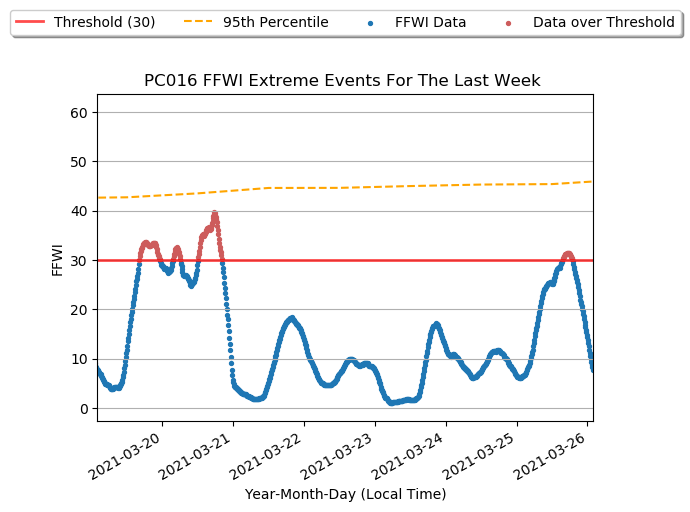 Threshold (30) 95th Percentile FFWI Data Data over Threshold
PC016 FFWI Extreme Events For The Last Week
60
50
40
30
20
10
0
FFWI
2021-03-20 2021-03-21 2021-03-22 2021-03-23 2021-03-24 2021-03-25 2021-03-26
Year-Month-Day (Local Time)